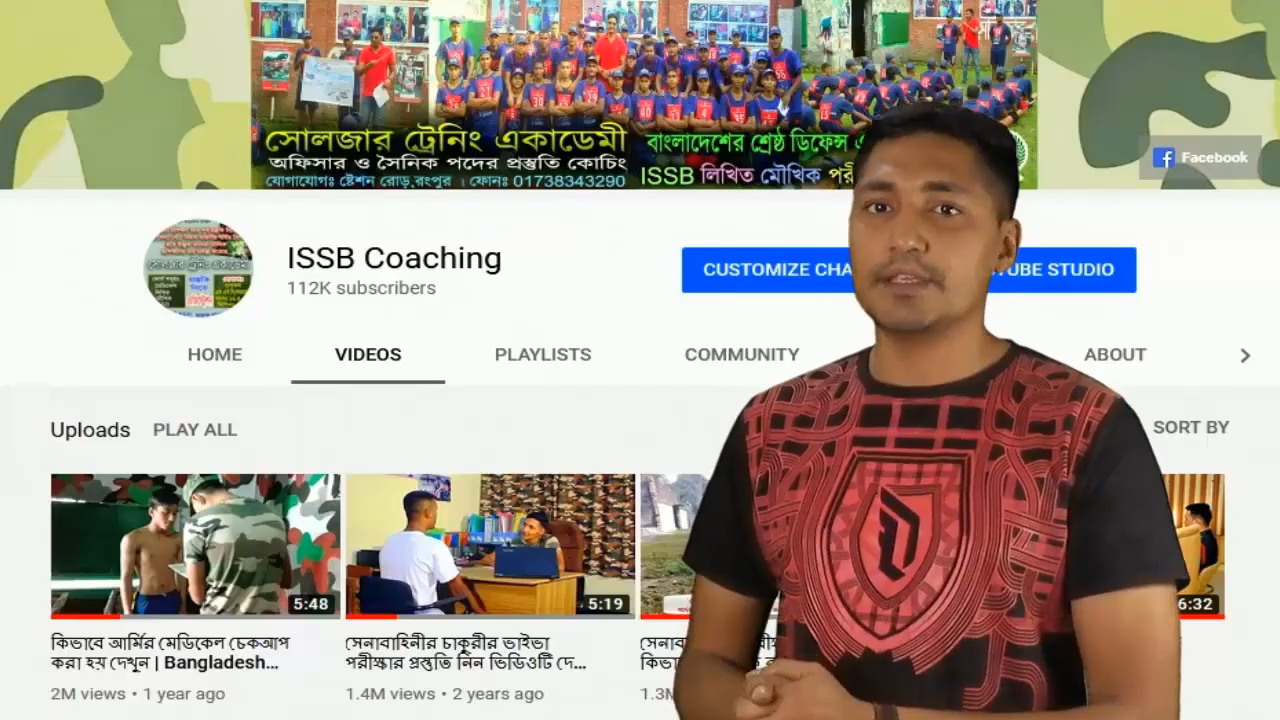 সোলজার ট্রেনিং একাডেমী
অফিসার ও সৈনিক পদের প্রস্তুতি কোচিং
যোগাযোগঃ ষ্টেশন রোড়,রংপুর । ফোনঃ 01738343290
বাংলাদেশের শ্রেষ্ঠ ডিফেন্স
ISSB লিখিত মৌখিক
Facebook
ISSB Coaching
112K subscribers
CUSTOMIZE CHA
TUBE STUDIO
HOME VIDEOS PLAYLISTS COMMUNITY ABOUT
Uploads PLAY ALL SORT BY
5:48 5:19 6:32
কিভাবে আর্মির মেডিকেল চেকআপ
করা হয় দেখুন | Bangladesh...
2M views • 1 year ago
সেনাবাহিনীর চাকুরীর ভাইভা
পরীক্ষার প্রস্তুতি নিন ভিডিওটি দে...
1.4M views • 2 years ago
1.3M